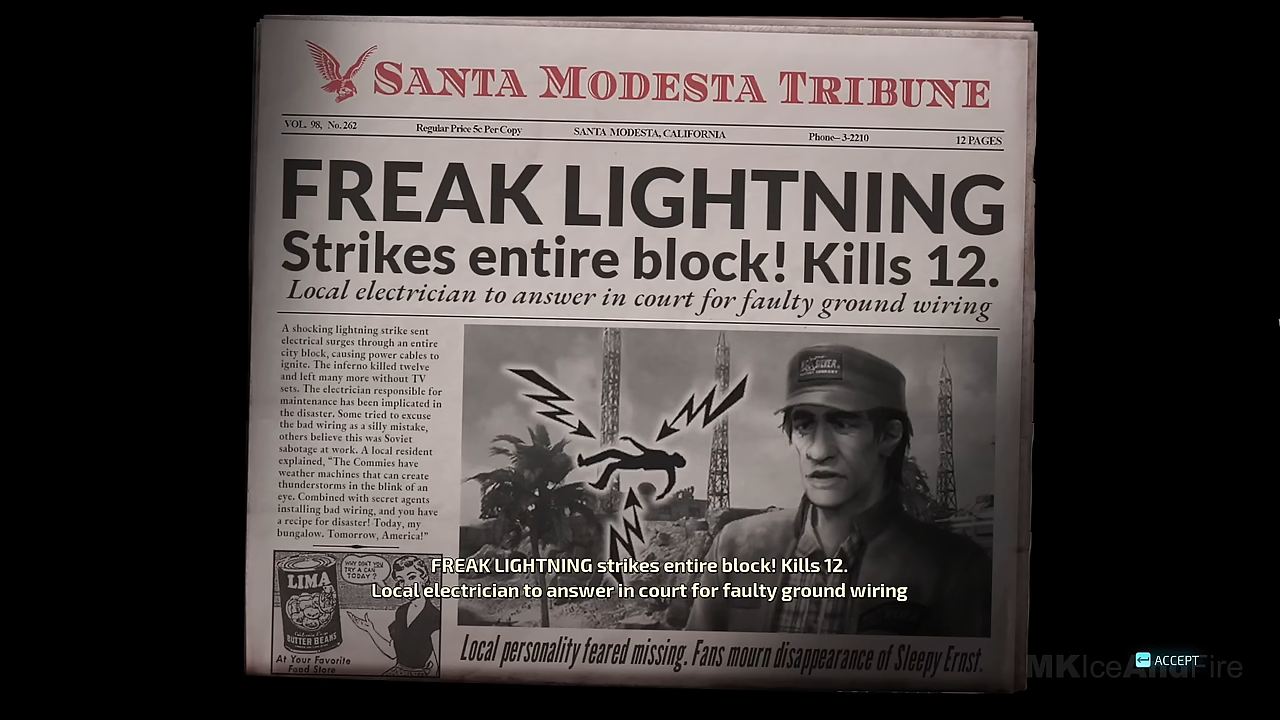 SANTA MODESTA TRIBUNE
VOL. 98, No. 262
Regular Price 5c Per Copy
SANTA MODESTA, CALIFORNIA
Phone– 3-2210
12 PAGES
FREAK LIGHTNING
Strikes entire block! Kills 12.
Local electrician to answer in court for faulty ground wiring
A shocking lightning strike sent
electrical surges through an entire
city block, causing power cables to
ignite. The inferno killed twelve
and left many more without TV
sets. The electrician responsible for
maintenance has been implicated in
the disaster. Some tried to excuse
the bad wiring as a silly mistake,
others believe this was Soviet
sabotage at work. A local resident
explained, “The Commies have
weather machines that can create
thunderstorms in the blink of an
eye. Combined with secret agents
installing bad wiring, and you have
a recipe for disaster! Today, my
bungalow. Tomorrow, America!”
WHY DON'T YOU
TRY A CAN
TODAY?
LIMA
BUTTER BEANS
At Your Favorite
Food Store
FREAK LIGHTNING strikes entire block! Kills 12.
Local electrician to answer in court for faulty ground wiring
Local personality feared missing. Fans mourn disappearance of Sleepy Ernst.
ACCEPT
MKIceAndFire